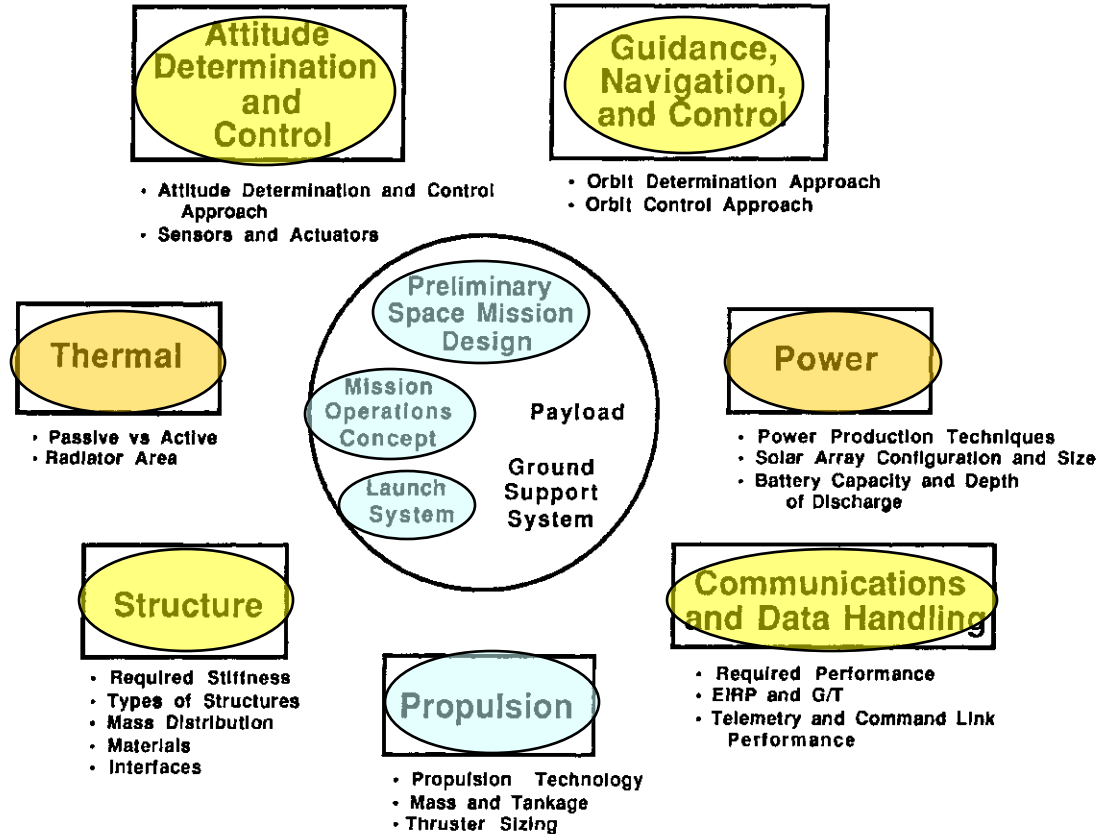 Attitude
Determination
and
Control
• Attitude Determination and Control
Approach
• Sensors and Actuators
Guidance,
Navigation,
and Control
• Orbit Determination Approach
• Orbit Control Approach
Preliminary
Space Mission
Design
Mission
Operations
Concept
Payload
Launch
System
Ground
Support
System
Thermal
• Passive vs Active
• Radiator Area
Power
• Power Production Techniques
• Solar Array Configuration and Size
• Battery Capacity and Depth
of Discharge
Structure
• Required Stiffness
• Types of Structures
• Mass Distribution
• Materials
• Interfaces
Propulsion
• Propulsion Technology
• Mass and Tankage
• Thruster Sizing
Communications
and Data Handling
• Required Performance
• EIRP and G/T
• Telemetry and Command Link
Performance